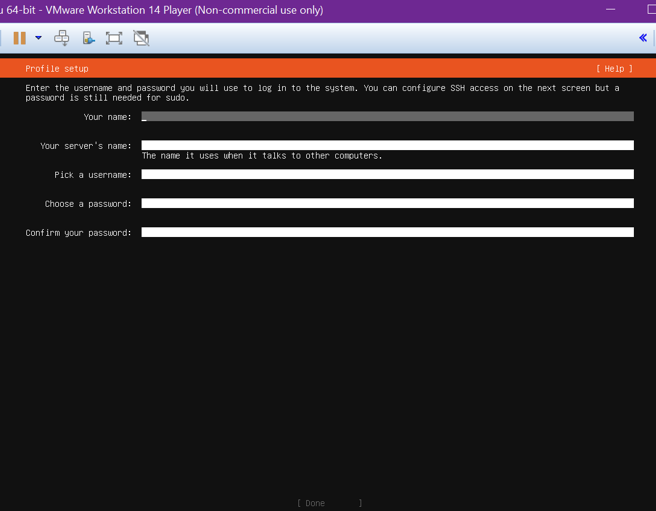 u 64-bit - VMware Workstation 14 Player (Non-commercial use only)
Profile setup [ Help ]
Enter the username and password you will use to log in to the system. You can configure SSH access on the next screen but a
password is still needed for sudo.
Your name:
Your server's name:
The name it uses when it talks to other computers.
Pick a username:
Choose a password:
Confirm your password:
[ Done ]